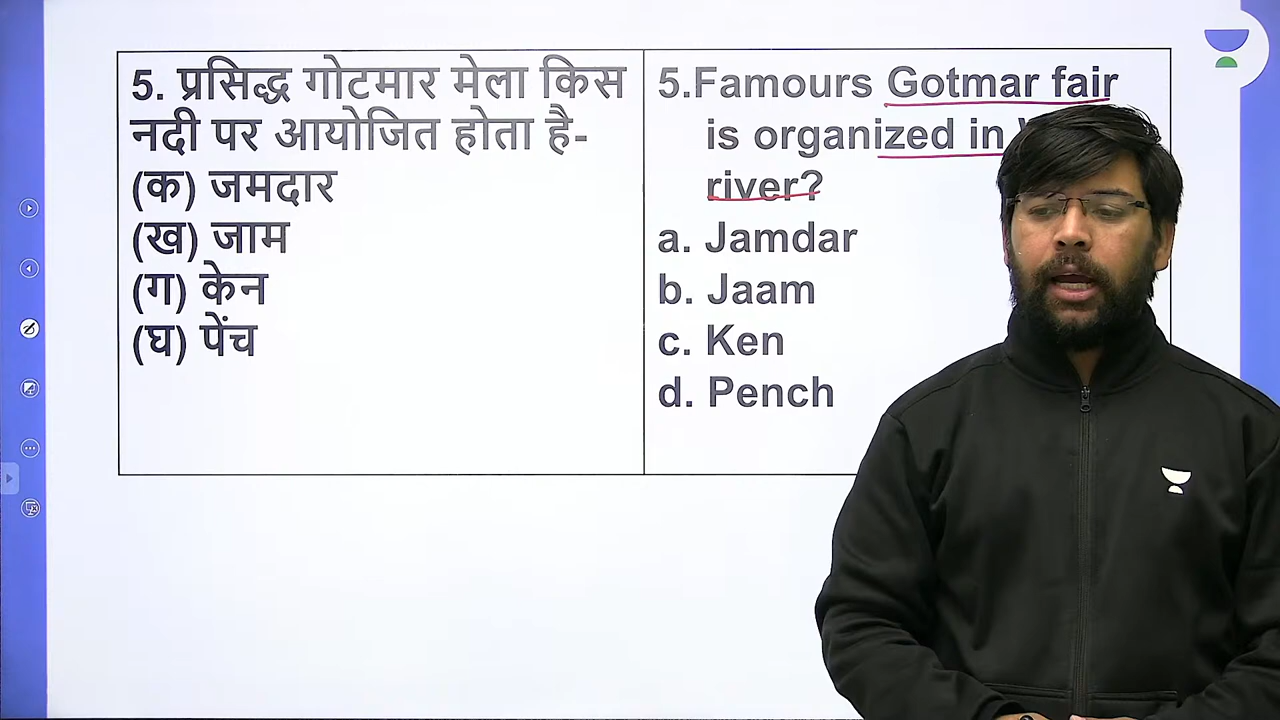 5. प्रसिद्ध गोटमार मेला किस
नदी पर आयोजित होता है-
(क) जमदार
(ख) जाम
(ग) केन
(घ) पेंच
5.Famours Gotmar fair
is organized in
river?
a. Jamdar
b. Jaam
c. Ken
d. Pench